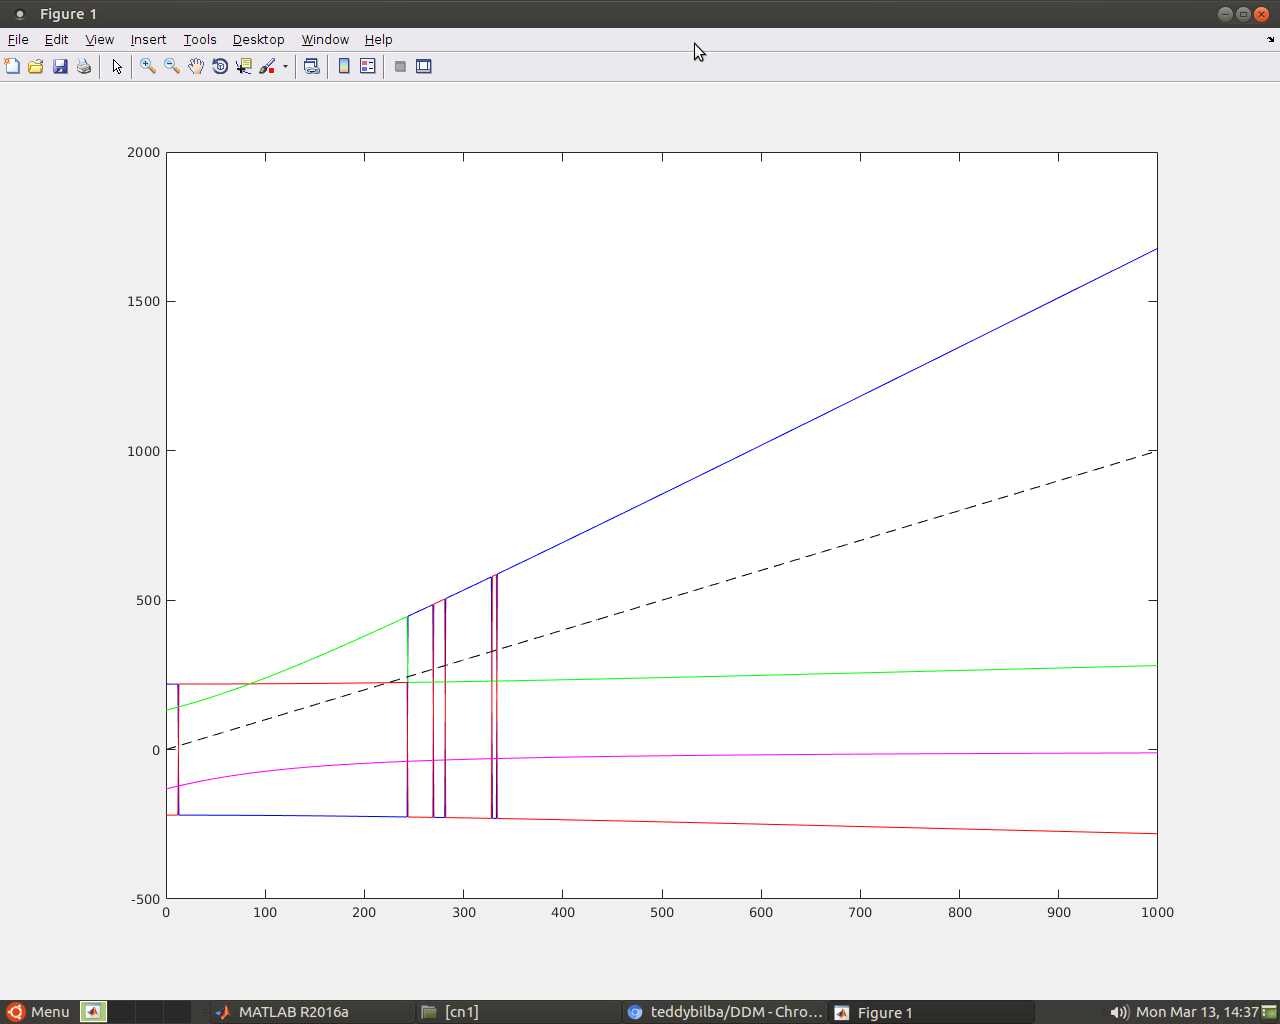 Figure 1
File Edit View Insert Tools Desktop Window Help
2000
1500
1000
500
0
-500
0 100 200 300 400 500 600 700 800 900 1000
Menu MATLAB R2016a [cn1] teddybilba/DDM - Chro... Figure 1 Mon Mar 13, 14:37